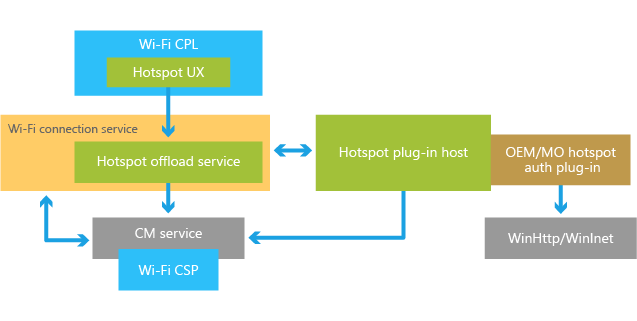 Wi-Fi CPL
Hotspot UX
Wi-Fi connection service
Hotspot offload service
Hotspot plug-in host
OEM/MO hotspot
auth plug-in
CM service
Wi-Fi CSP
WinHttp/WinInet